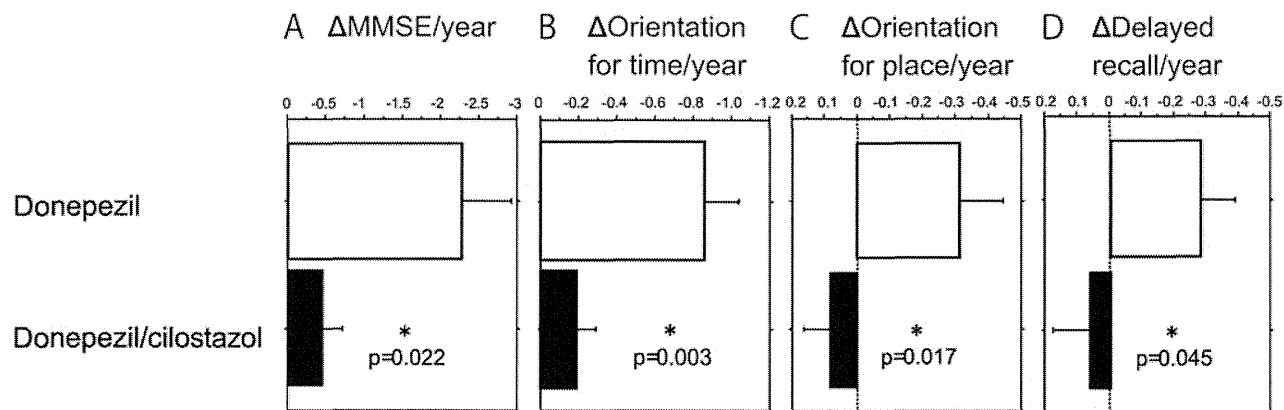 A ΔMMSE/year
B ΔOrientation for time/year
C ΔOrientation for place/year
D ΔDelayed recall/year
0 -0.5 -1 -1.5 -2 -2.5 -3
0 -0.2 -0.4 -0.6 -0.8 -1.0 -1.2
0.2 0.1 0 -0.1 -0.2 -0.3 -0.4 -0.5
0.2 0.1 0 -0.1 -0.2 -0.3 -0.4 -0.5
Donepezil
Donepezil/cilostazol
* p=0.022
* p=0.003
* p=0.017
* p=0.045